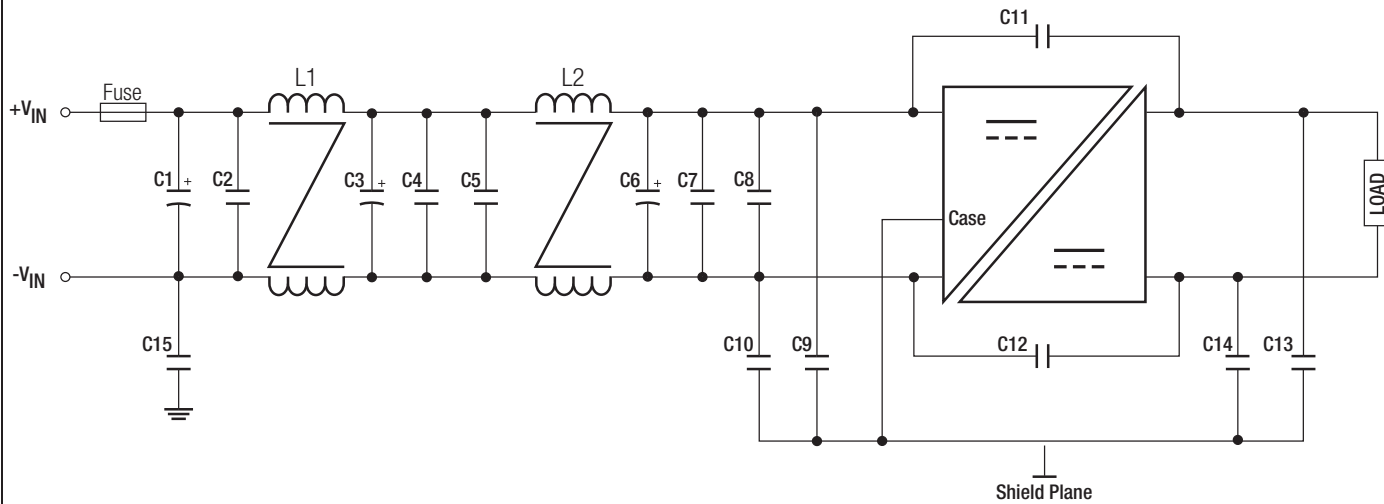 C11
L1
L2
Fuse
+VIN
C1 +
C2
C3 +
C4
C5
C6 +
C7
C8
LOAD
Case
-VIN
C15
C10
C9
C12
C14
C13
Shield Plane